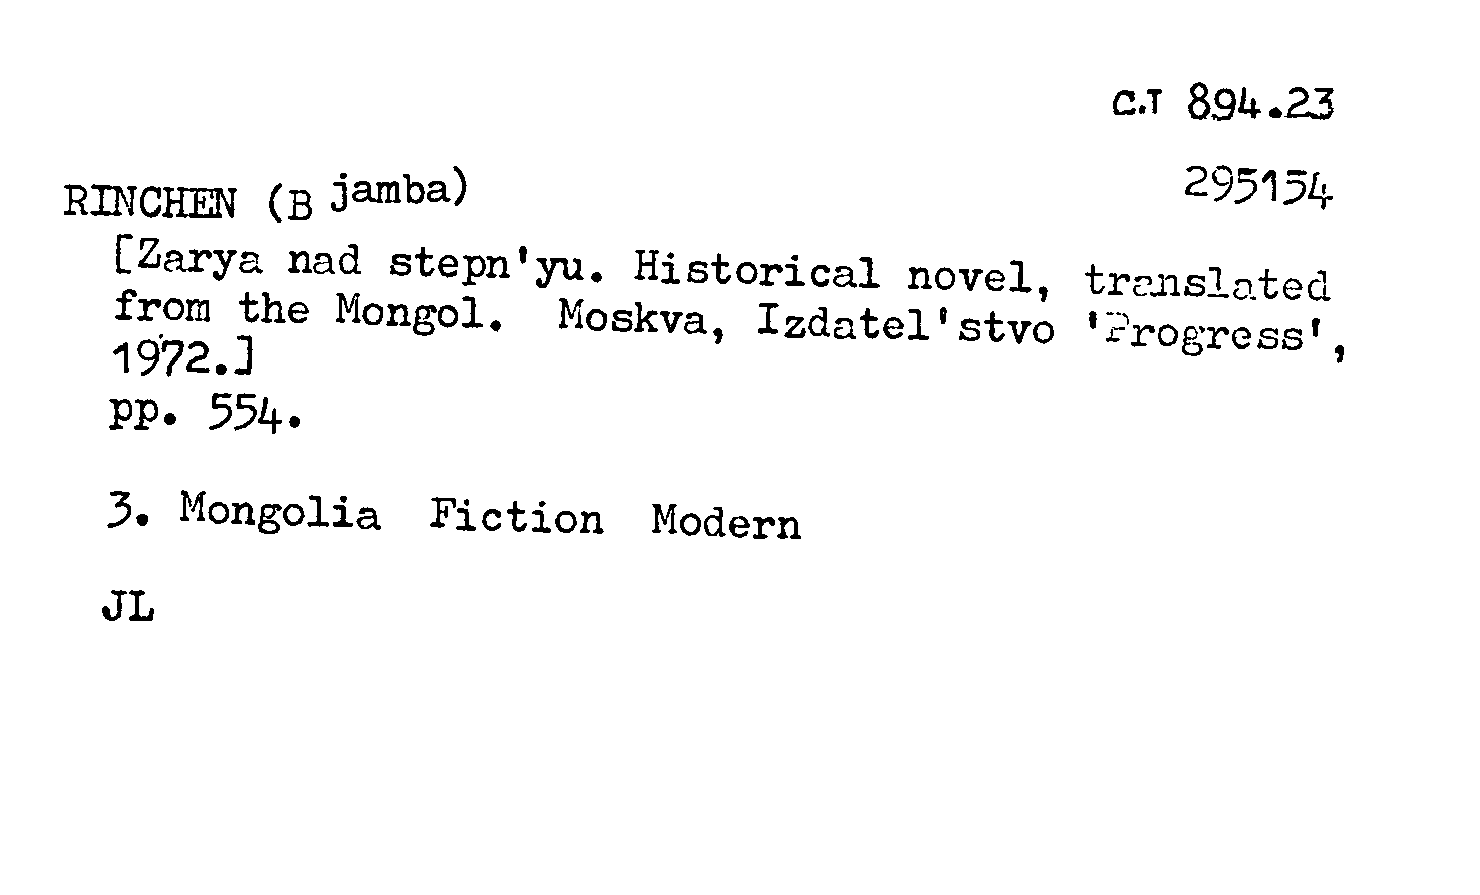 C.T 894.23
295154
RINCHEN (B jamba)
[Zarya nad stepn'yu. Historical novel, translated
from the Mongol. Moskva, Izdatel'stvo 'Progress',
1972.]
pp. 554.
3. Mongolia Fiction Modern
JL